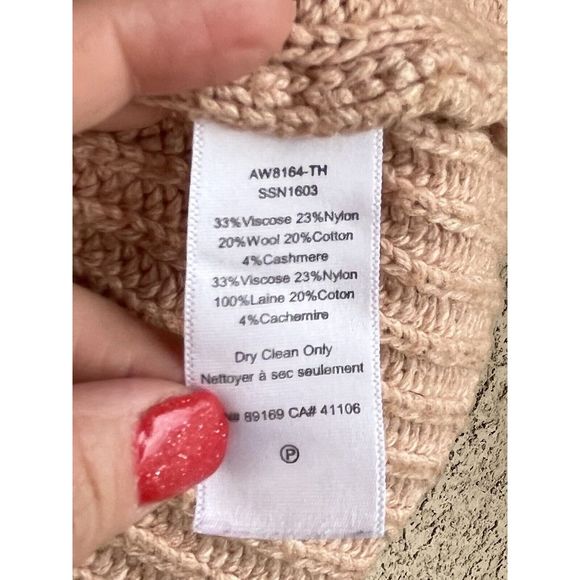 AW8164-TH
SSN1603
33%Viscose 23%Nylon
20%Wool 20%Cotton
4%Cashmere
33%Viscose 23%Nylon
100%Laine 20%Coton
4%Cachemire
Dry Clean Only
Nettoyer à sec seulement
89169 CA# 41106
P